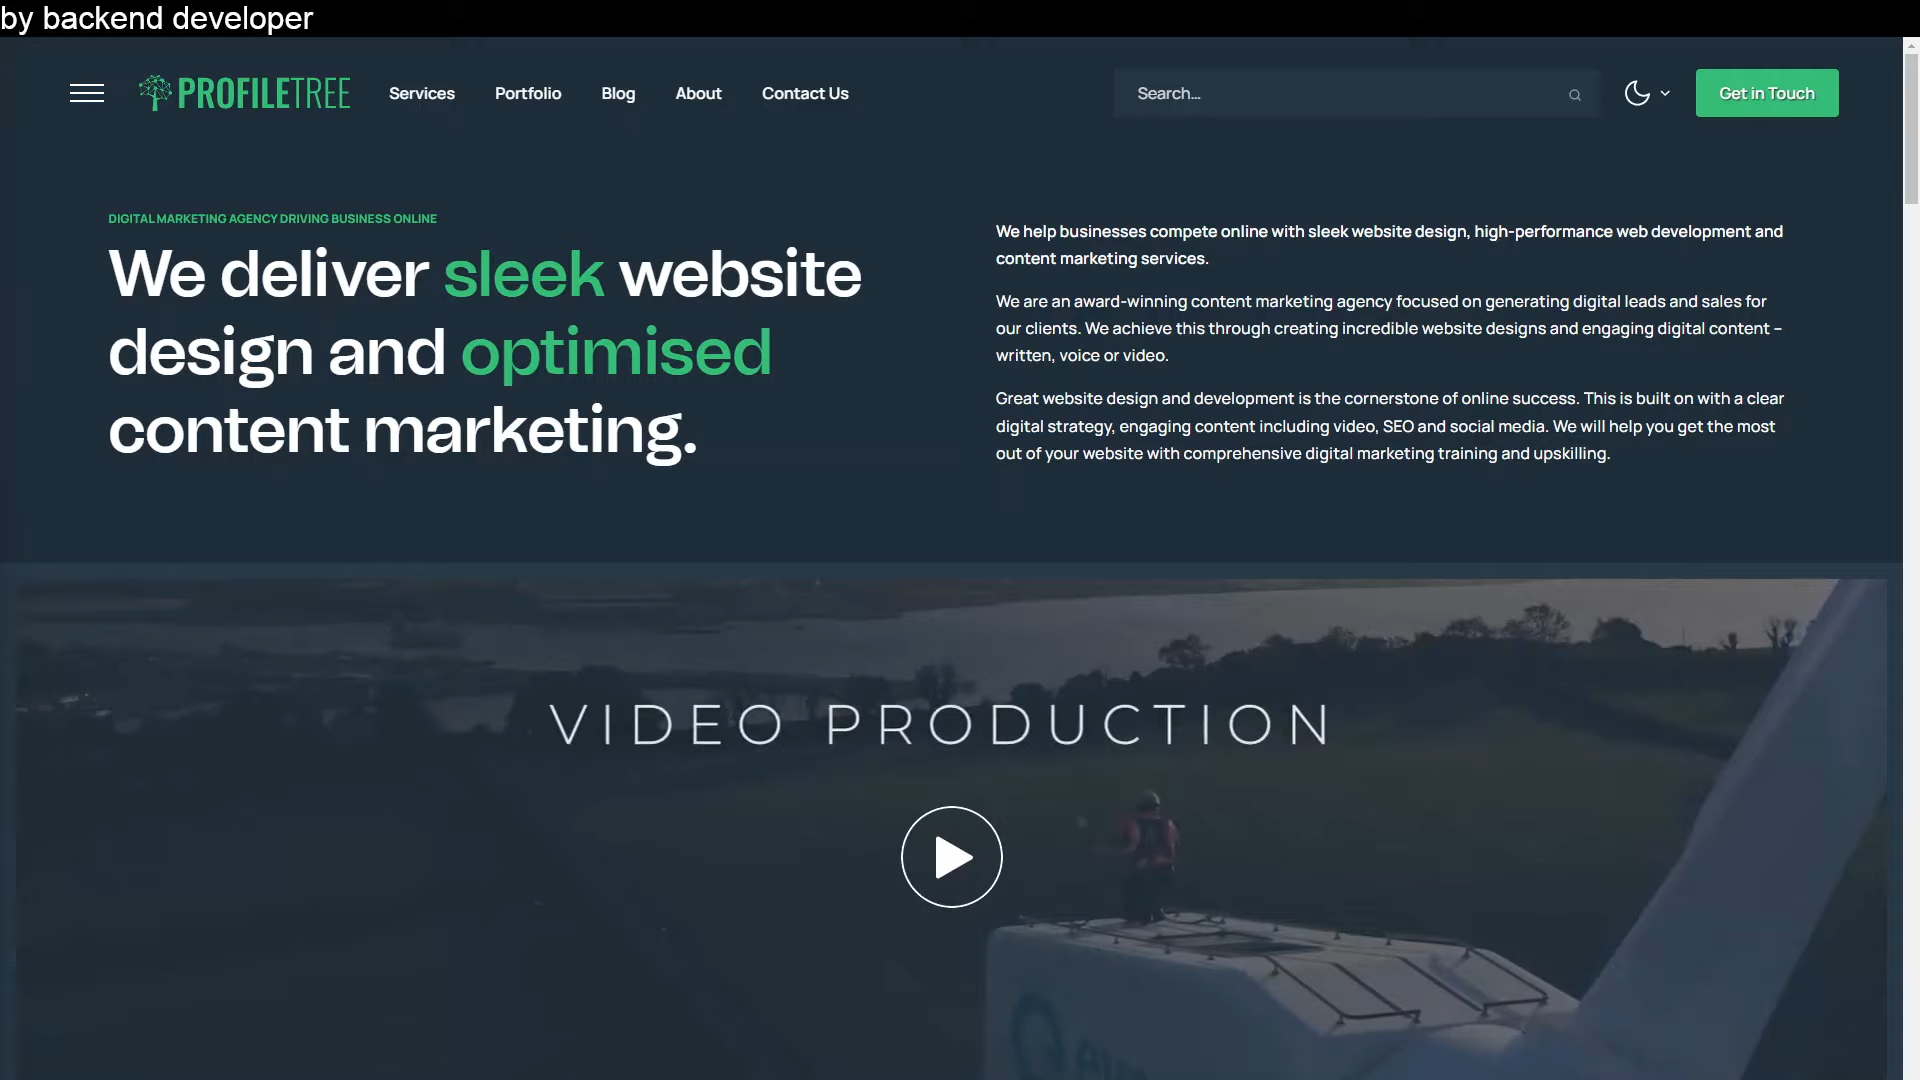 by backend developer
PROFILETREE
Services
Portfolio
Blog
About
Contact Us
Search...
Get in Touch
DIGITAL MARKETING AGENCY DRIVING BUSINESS ONLINE
We deliver sleek website
design and optimised
content marketing.
We help businesses compete online with sleek website design, high-performance web development and
content marketing services.
We are an award-winning content marketing agency focused on generating digital leads and sales for
our clients. We achieve this through creating incredible website designs and engaging digital content –
written, voice or video.
Great website design and development is the cornerstone of online success. This is built on with a clear
digital strategy, engaging content including video, SEO and social media. We will help you get the most
out of your website with comprehensive digital marketing training and upskilling.
VIDEO PRODUCTION